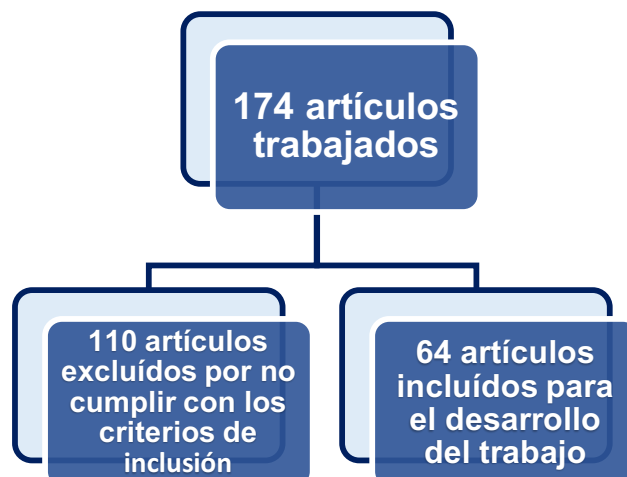 174 artículos
trabajados
110 artículos
excluídos por no
cumplir con los
criterios de
inclusión
64 artículos
incluídos para
el desarrollo
del trabajo